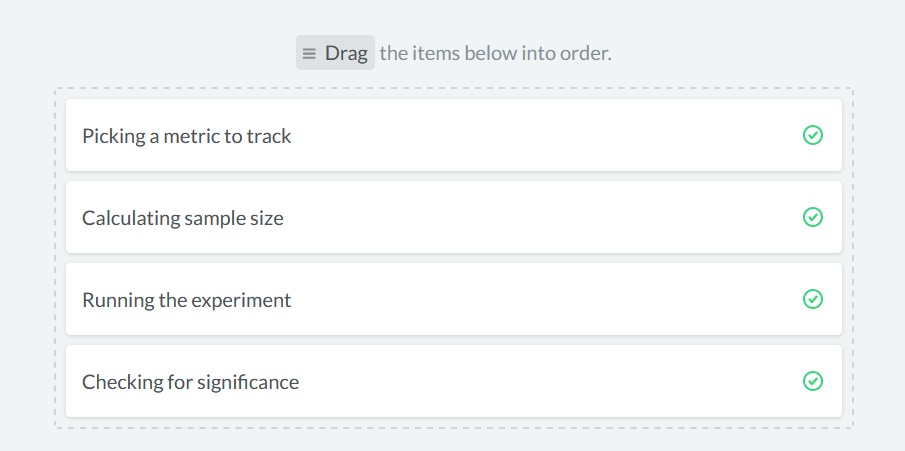 Drag the items below into order.
Picking a metric to track
Calculating sample size
Running the experiment
Checking for significance